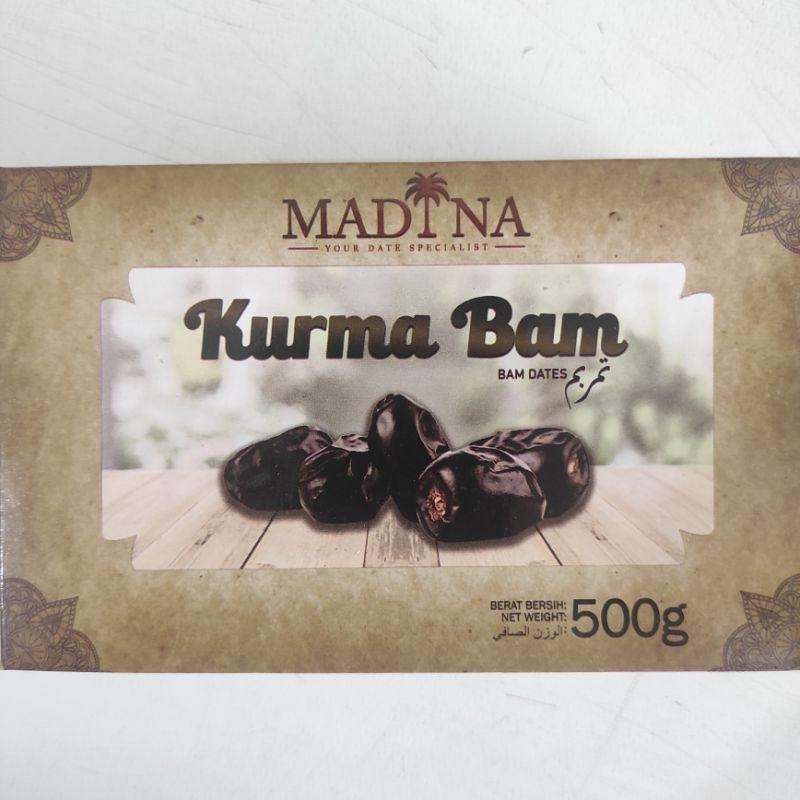 MADINA
YOUR DATE SPECIALIST
Kurma Bam
BAM DATES تمر بم
BERAT BERSIH:
NET WEIGHT: 500g
الوزن الصافي: